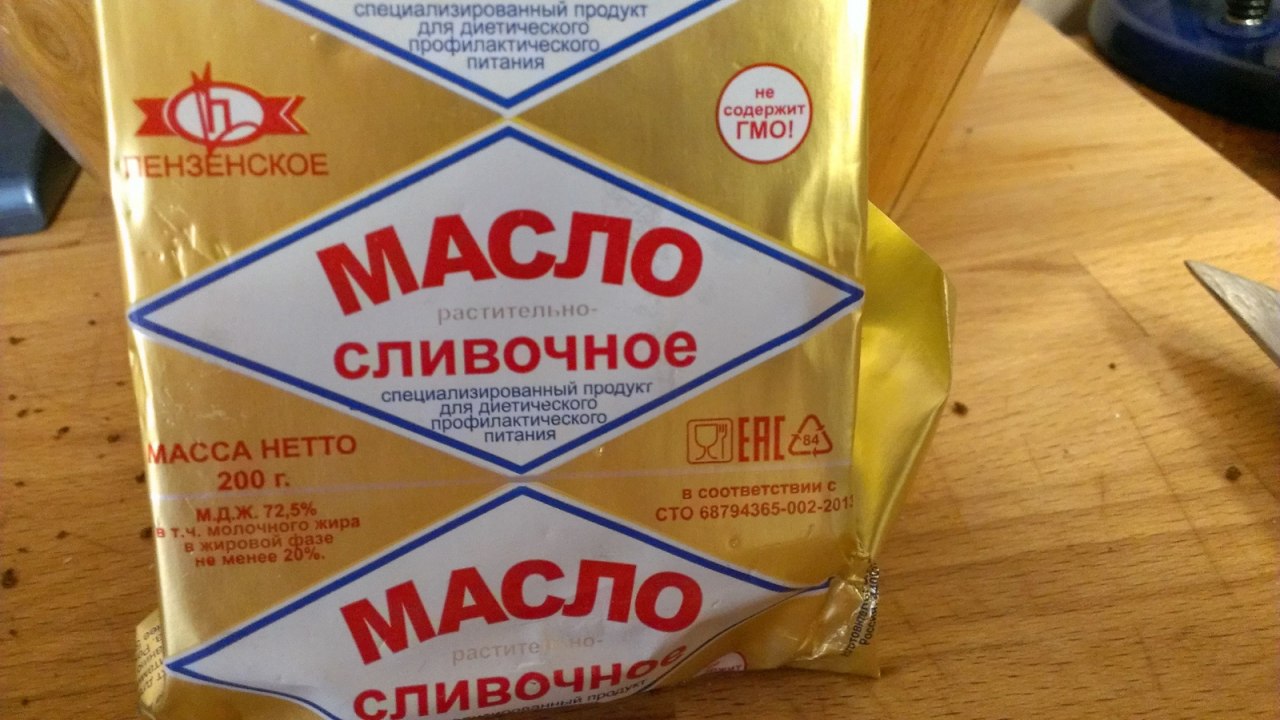 специализированный продукт
для диетического
профилактического
питания
ПЕНЗЕНСКОЕ
не
содержит
ГМО!
МАСЛО
растительно-
сливочное
специализированный продукт
для диетического
профилактического
питания
МАССА НЕТТО
200 г.
М.Д.Ж. 72,5%
в т.ч. молочного жира
в жировой фазе
не менее 20%.
EAC
84
в соответствии с
СТО 68794365-002-2013
МАСЛО
растительно-
сливочное
продукт